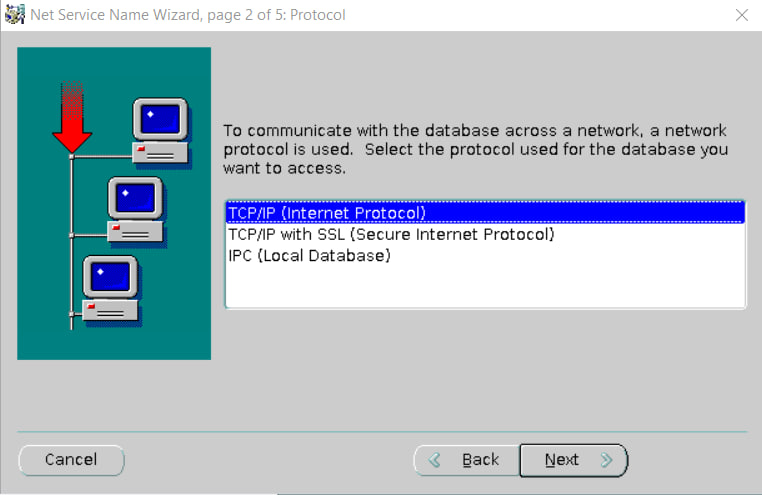 Net Service Name Wizard, page 2 of 5: Protocol
To communicate with the database across a network, a network
protocol is used.  Select the protocol used for the database you
want to access.
TCP/IP (Internet Protocol)
TCP/IP with SSL (Secure Internet Protocol)
IPC (Local Database)
Cancel
Back
Next